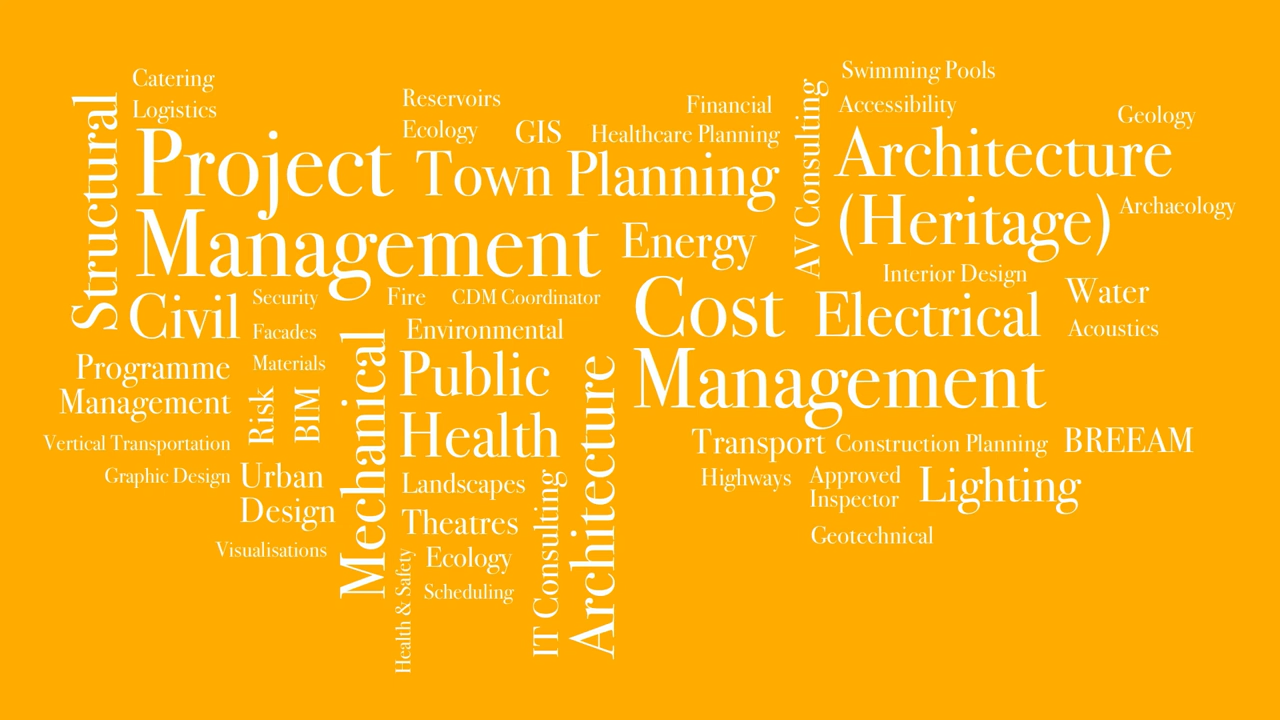 Structural
Catering
Logistics
Project
Management
Reservoirs
Ecology
GIS
Financial
Healthcare Planning
Town Planning
Energy
AV Consulting
Swimming Pools
Accessibility
Geology
Architecture
(Heritage)
Archaeology
Interior Design
Water
Acoustics
Civil
Security
Facades
Materials
Fire
CDM Coordinator
Environmental
Cost
Management
Electrical
Programme
Management
Risk
BIM
Mechanical
Public
Health
Architecture
Vertical Transportation
Graphic Design
Urban
Design
Visualisations
Landscapes
Theatres
Ecology
Scheduling
Health & Safety
IT Consulting
Transport
Construction Planning
BREEAM
Highways
Approved
Inspector
Lighting
Geotechnical